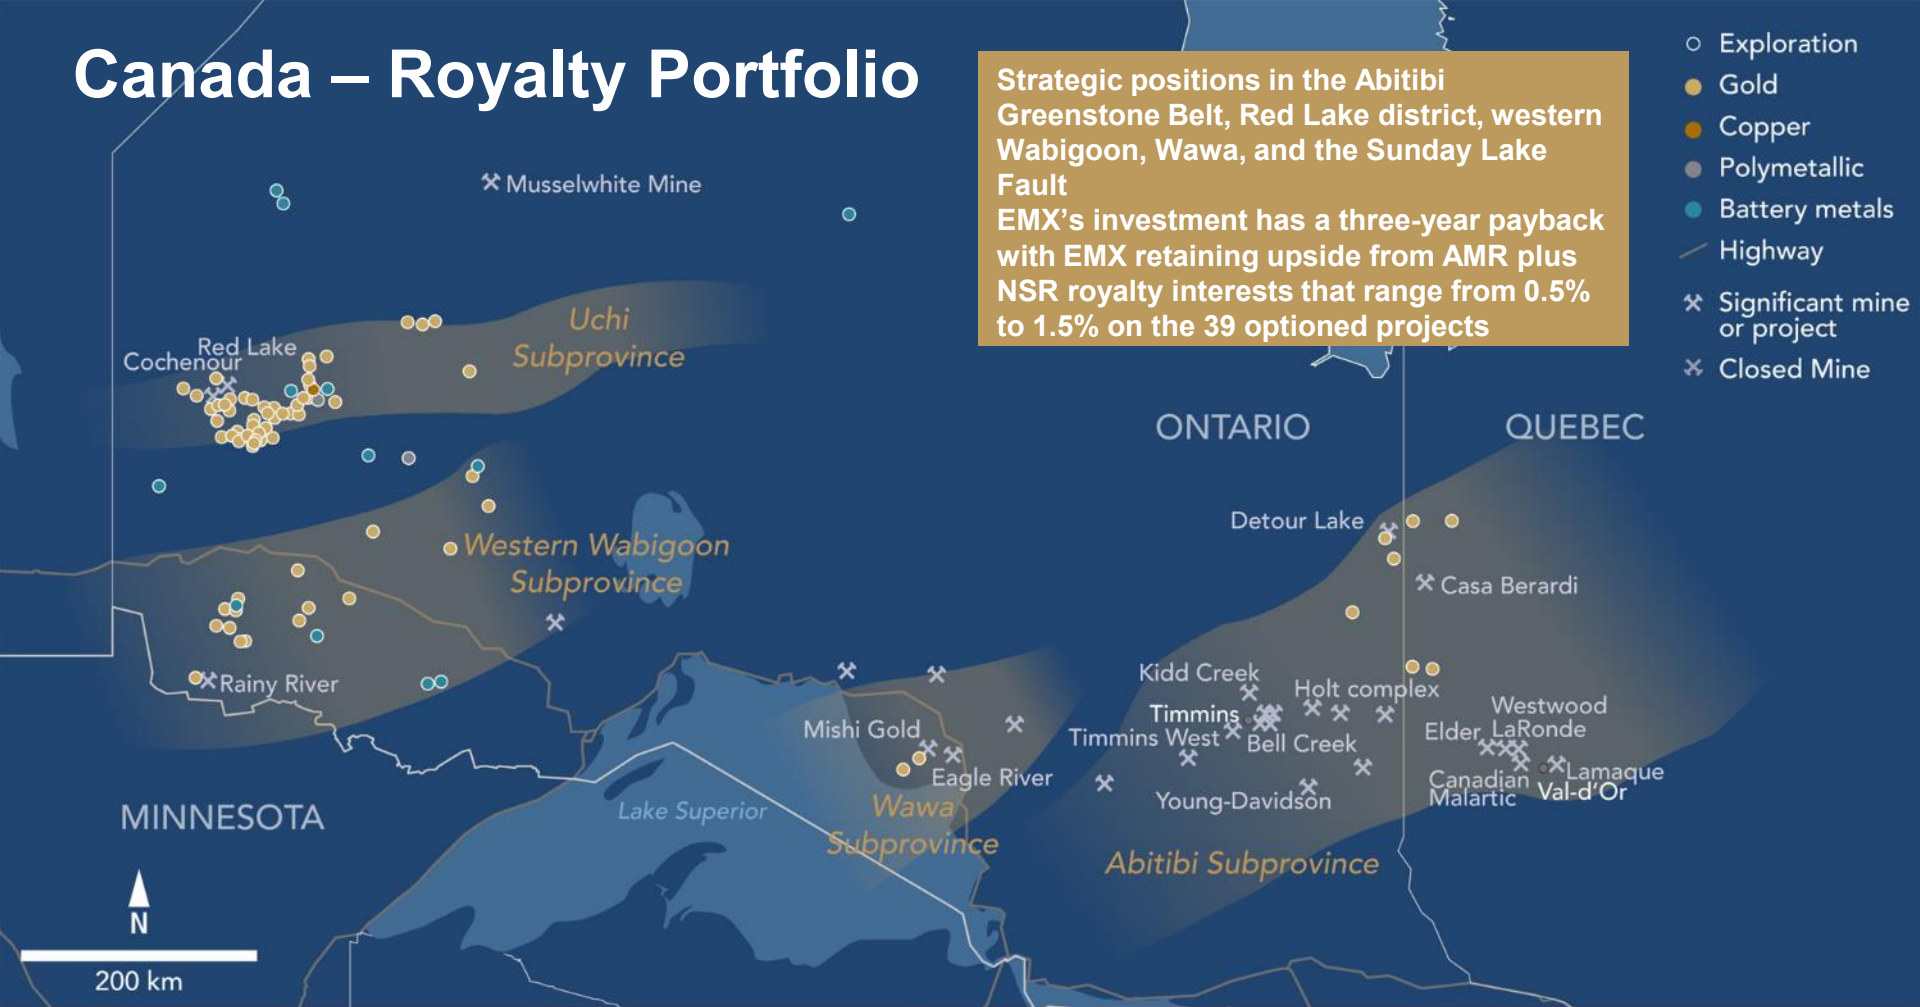 Canada – Royalty Portfolio
Strategic positions in the Abitibi
Greenstone Belt, Red Lake district, western
Wabigoon, Wawa, and the Sunday Lake
Fault
EMX’s investment has a three-year payback
with EMX retaining upside from AMR plus
NSR royalty interests that range from 0.5%
to 1.5% on the 39 optioned projects
Exploration
Gold
Copper
Polymetallic
Battery metals
Highway
Significant mine
or project
Closed Mine
Musselwhite Mine
Uchi
Subprovince
Red Lake
Cochenour
ONTARIO
QUEBEC
Detour Lake
Western Wabigoon
Subprovince
Casa Berardi
Rainy River
Kidd Creek
Holt complex
Timmins
Westwood
Mishi Gold
Timmins West
Bell Creek
Elder
LaRonde
Eagle River
Canadian
Malartic
Lamaque
Val-d’Or
Young-Davidson
MINNESOTA
Lake Superior
Wawa
Subprovince
Abitibi Subprovince
N
200 km